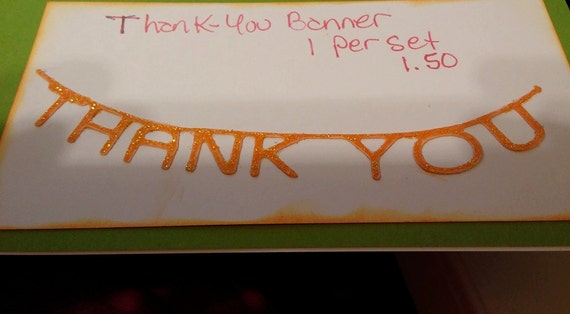 Thank-You Banner
1 per set
1.50
THANK YOU